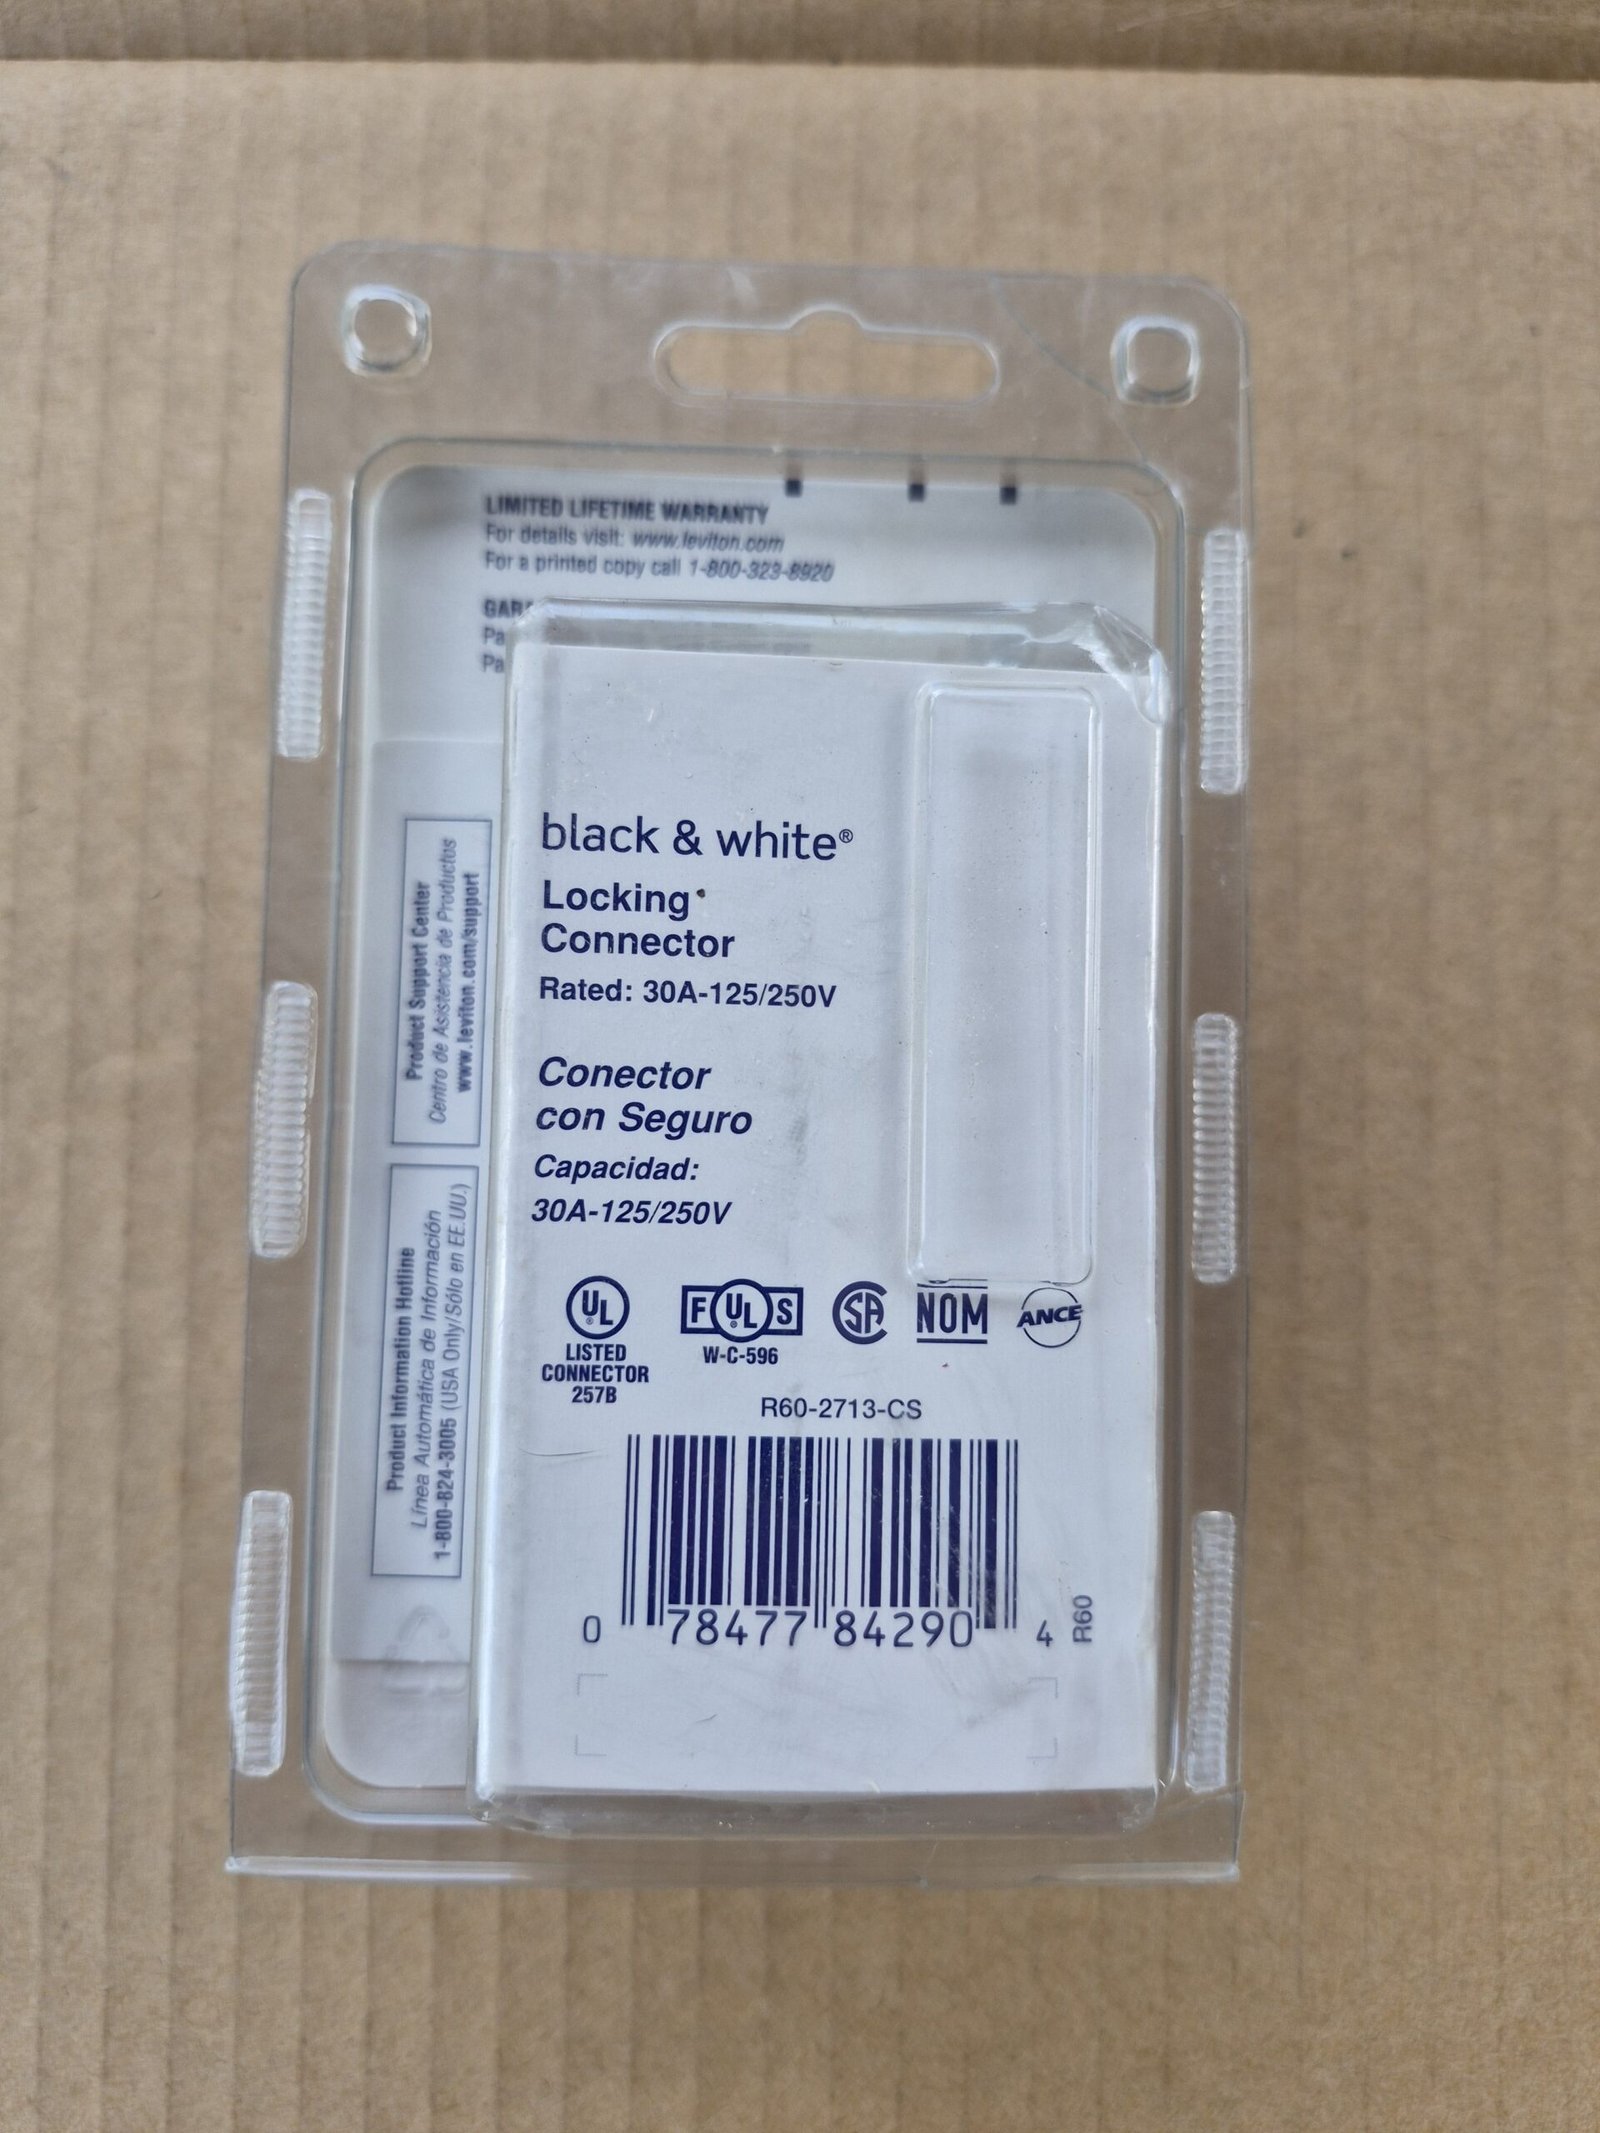 LIMITED LIFETIME WARRANTY
For details visit: www.leviton.com
For a printed copy call 1-800-323-8920
black & white®
Locking
Connector
Rated: 30A-125/250V
Conector
con Seguro
Capacidad:
30A-125/250V
Product Support Center
Centro de Asistencia de Productos
www.leviton.com/support
Product Information Hotline
Línea Automática de Información
1-800-824-3005 (USA Only/Sólo en EE.UU.)
UL
LISTED
CONNECTOR
257B
F UL S
W-C-596
SA
NOM
ANCE
R60-2713-CS
0 78477 84290 4
R60